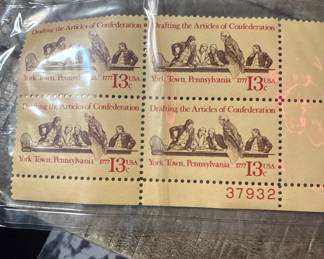 Drafting the Articles of Confederation
York Town, Pennsylvania 1777 13c USA
Drafting the Articles of Confederation
York Town, Pennsylvania 1777 13c USA
Drafting the Articles of Confederation
York Town, Pennsylvania 1777 13c USA
Drafting the Articles of Confederation
York Town, Pennsylvania 1777 13c USA
37932